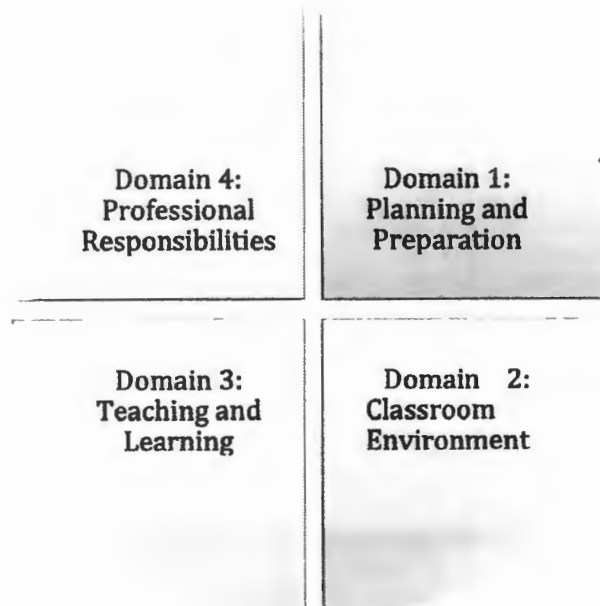 Domain 4:
Professional
Responsibilities
Domain 1:
Planning and
Preparation
Domain 3:
Teaching and
Learning
Domain 2:
Classroom
Environment